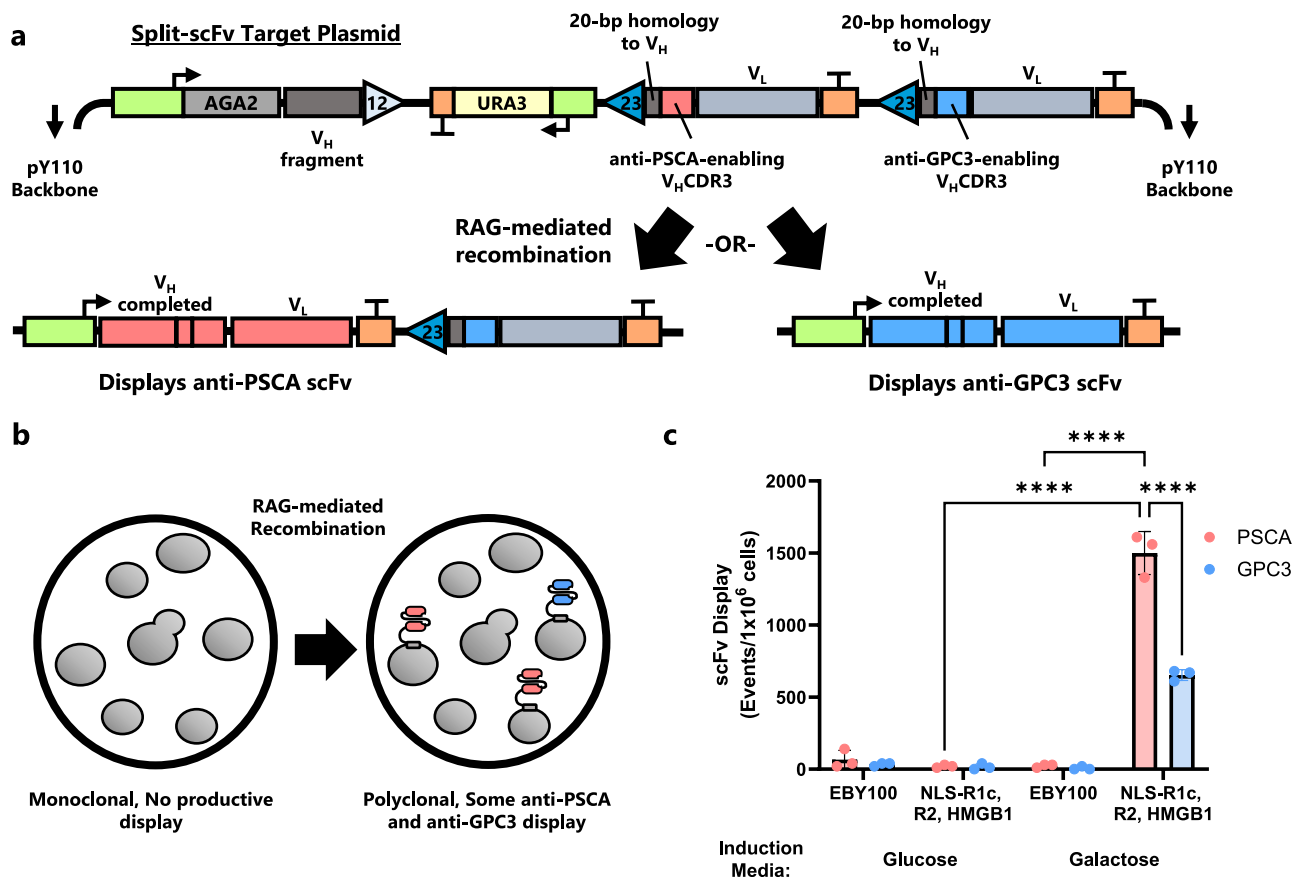 a
Split-scFv Target Plasmid
20-bp homology
to VH
20-bp homology
to VH
VL
VL
AGA2
12
URA3
23
23
VH
fragment
pY110
Backbone
anti-PSCA-enabling
VHCDR3
anti-GPC3-enabling
VHCDR3
pY110
Backbone
RAG-mediated
recombination
-OR-
VH
completed
VL
23
VH
completed
VL
Displays anti-PSCA scFv
Displays anti-GPC3 scFv
b
RAG-mediated
Recombination
Monoclonal, No productive
display
Polyclonal, Some anti-PSCA
and anti-GPC3 display
c
scFv Display
(Events/1x10⁶ cells)
2000
1500
1000
500
0
****
****
****
PSCA
GPC3
EBY100
NLS-R1c,
R2, HMGB1
EBY100
NLS-R1c,
R2, HMGB1
Induction
Media:
Glucose
Galactose